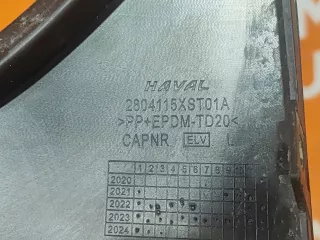 HAVAL
2804115XST01A
>PP+EPDM-TD20<
CAPNR ELV L
1 2 3 4 5 6 7 8 9
2020
2021
2022
2023
2024